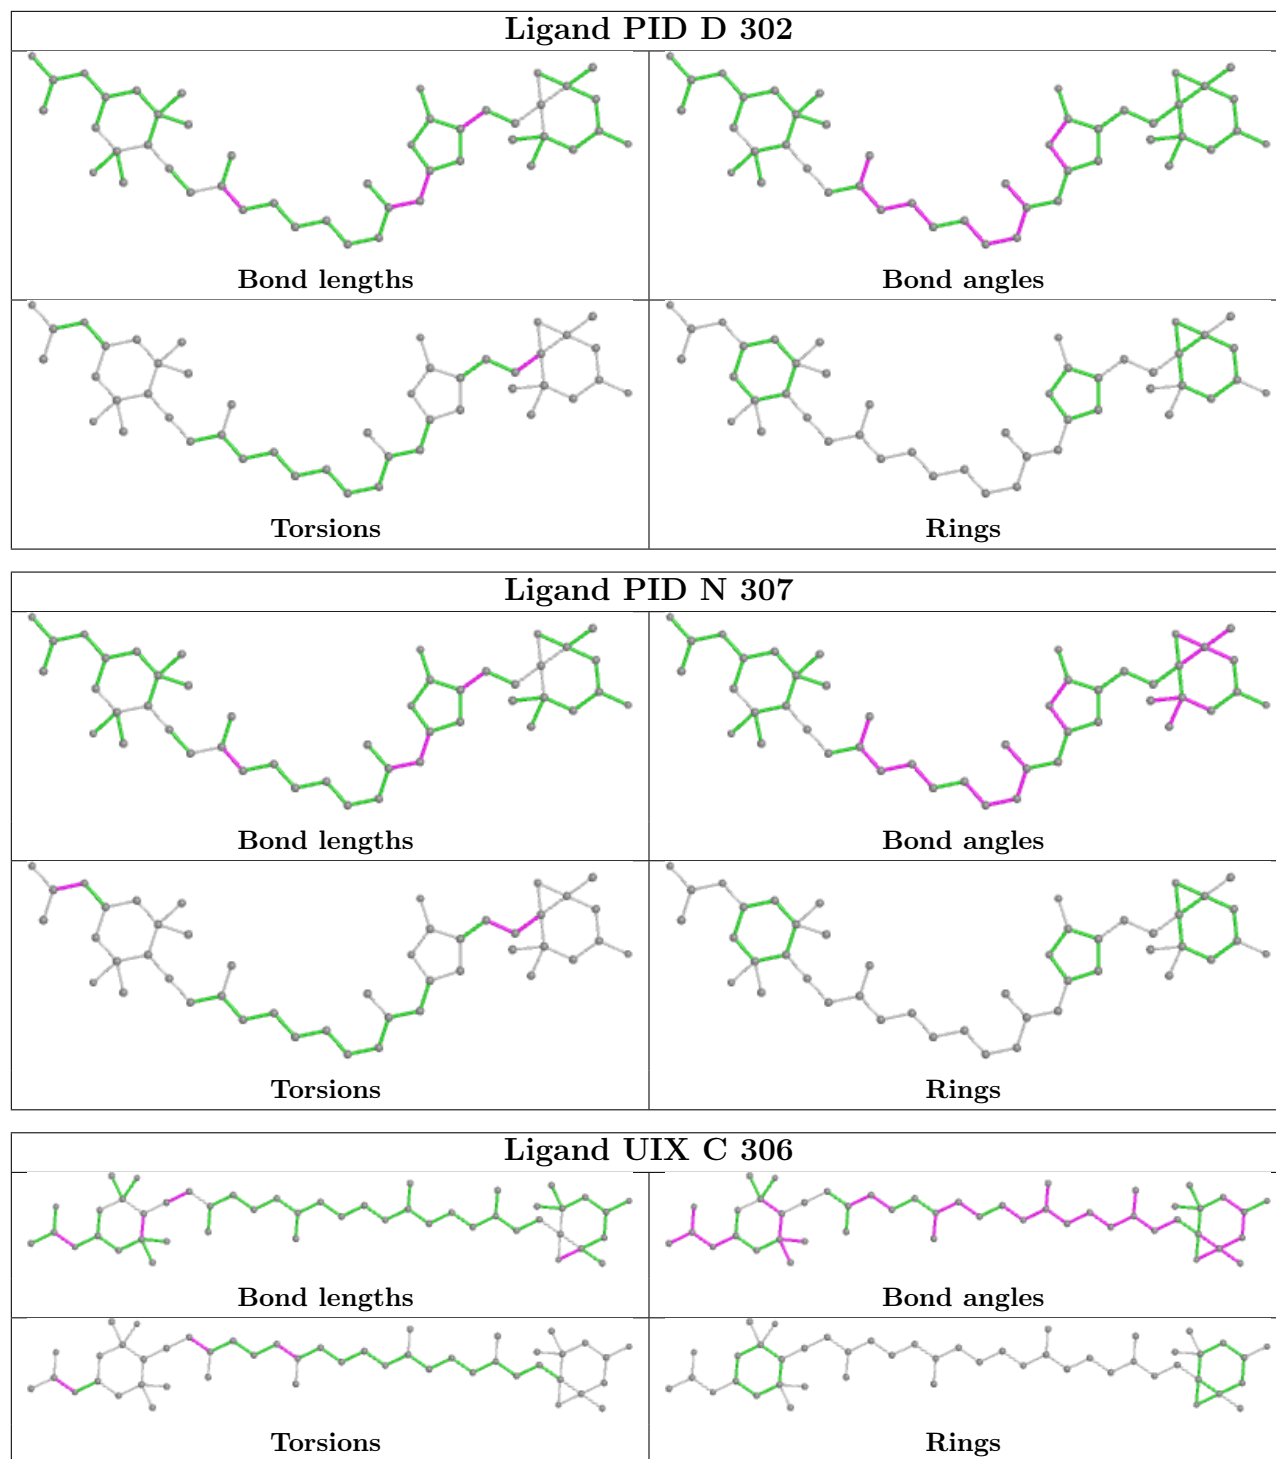 Ligand PID D 302
Bond lengths
Bond angles
Torsions
Rings
Ligand PID N 307
Bond lengths
Bond angles
Torsions
Rings
Ligand UIX C 306
Bond lengths
Bond angles
Torsions
Rings